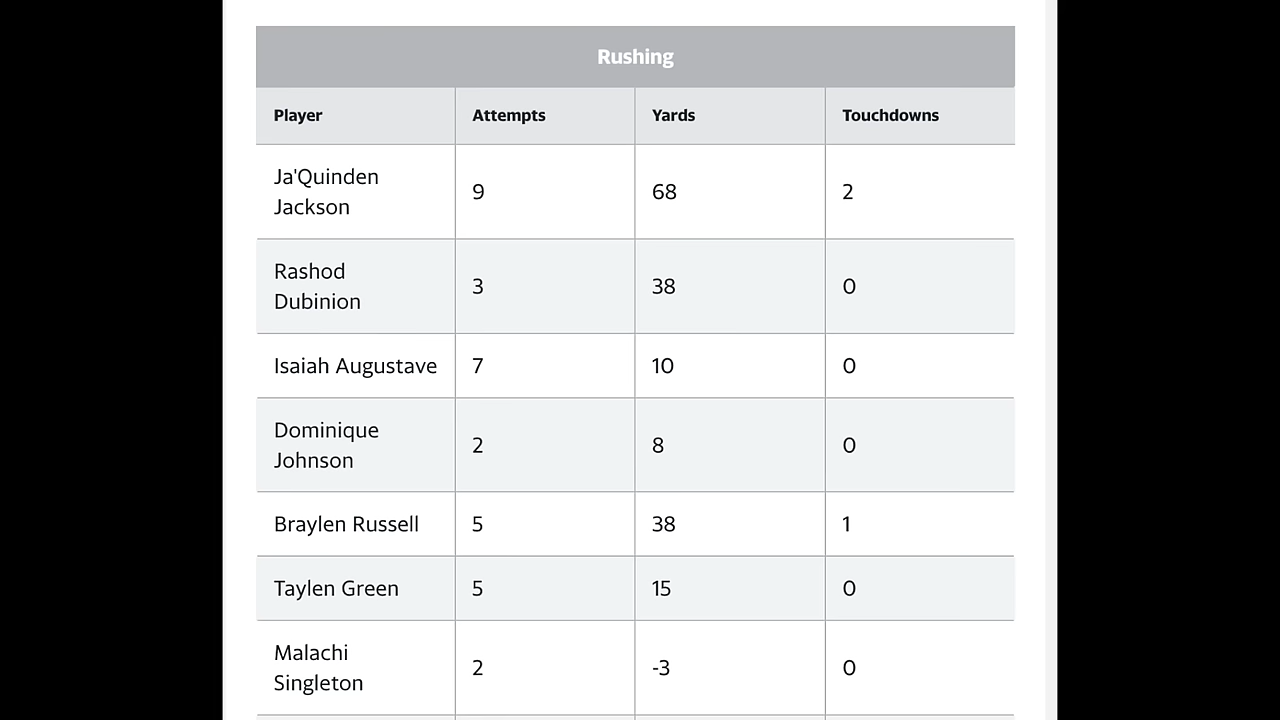 Rushing
Player Attempts Yards Touchdowns
Ja'Quinden
Jackson
9 68 2
Rashod
Dubinion
3 38 0
Isaiah Augustave 7 10 0
Dominique
Johnson
2 8 0
Braylen Russell 5 38 1
Taylen Green 5 15 0
Malachi
Singleton
2 -3 0